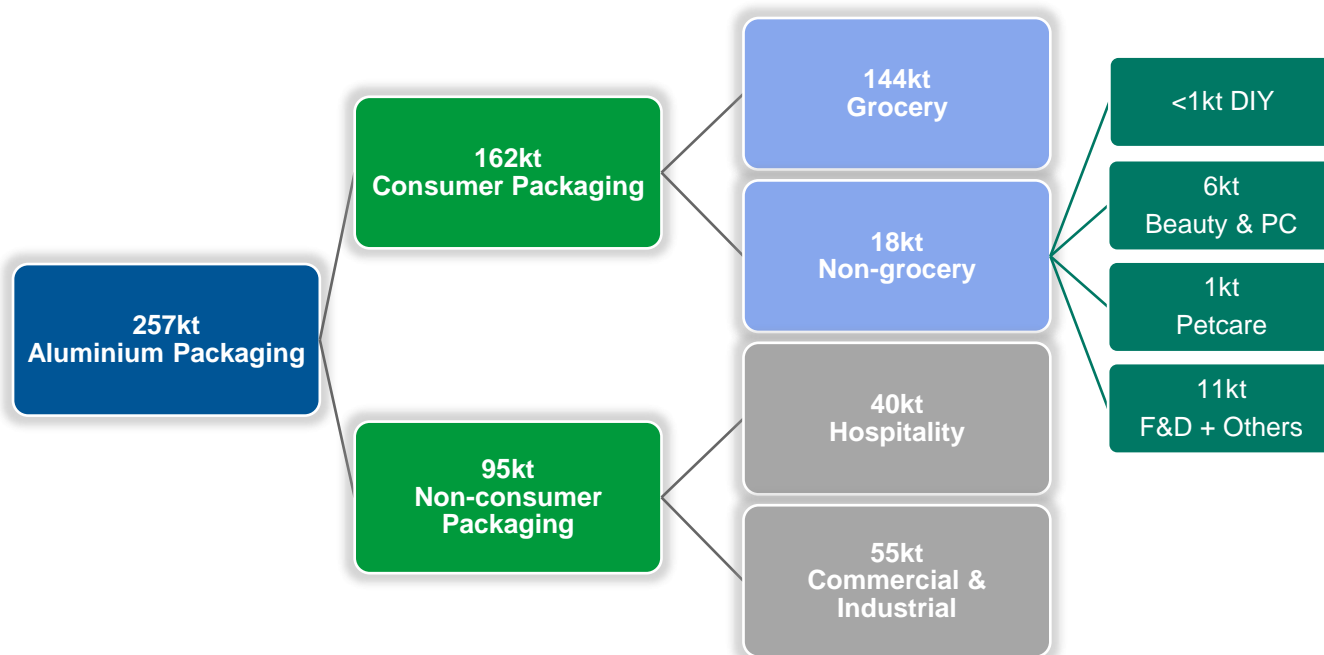 257kt
Aluminium Packaging
162kt
Consumer Packaging
95kt
Non-consumer
Packaging
144kt
Grocery
18kt
Non-grocery
40kt
Hospitality
55kt
Commercial &
Industrial
<1kt DIY
6kt
Beauty & PC
1kt
Petcare
11kt
F&D + Others